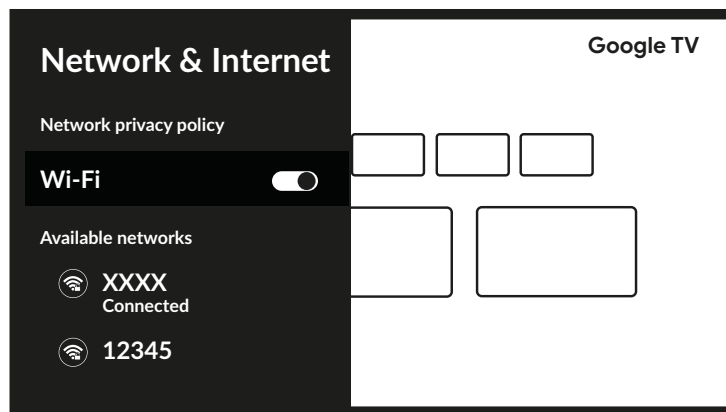 Network & Internet
Google TV
Network privacy policy
Wi-Fi
Available networks
XXXX
Connected
12345